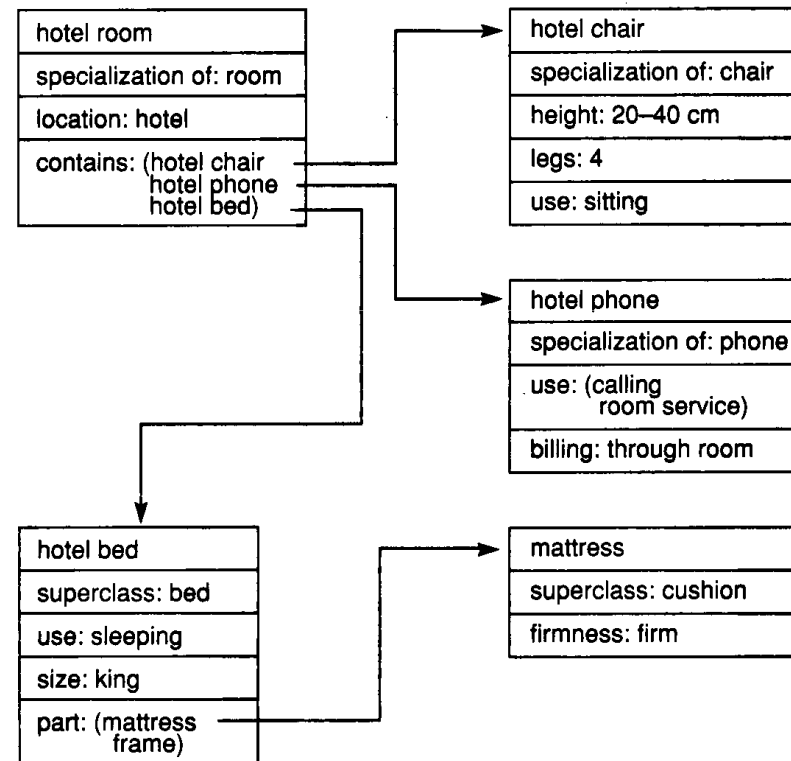 hotel room
specialization of: room
location: hotel
contains: (hotel chair
hotel phone
hotel bed)
hotel chair
specialization of: chair
height: 20–40 cm
legs: 4
use: sitting
hotel phone
specialization of: phone
use: (calling
room service)
billing: through room
hotel bed
superclass: bed
use: sleeping
size: king
part: (mattress
frame)
mattress
superclass: cushion
firmness: firm